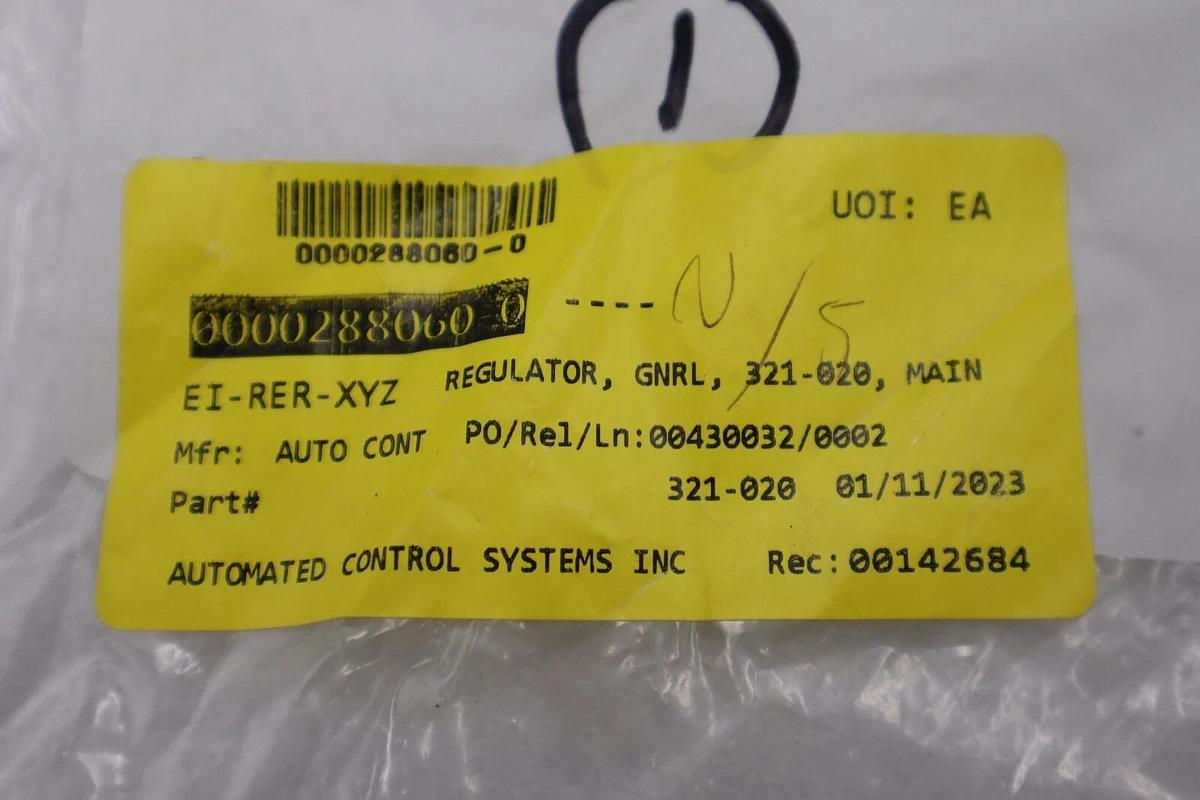 1
UOI: EA
0000288060-0
0000288060 0 ---- N/S
REGULATOR, GNRL, 321-020, MAIN
EI-RER-XYZ
Mfr: AUTO CONT PO/Rel/Ln:00430032/0002
Part# 321-020 01/11/2023
AUTOMATED CONTROL SYSTEMS INC Rec:00142684